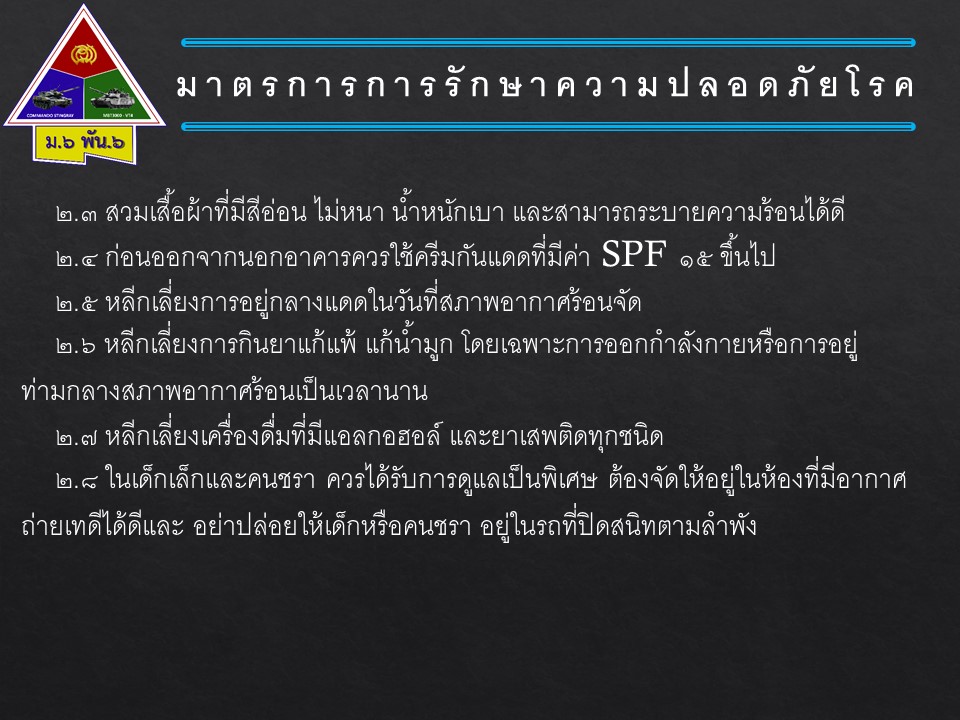 มาตรการการรักษาความปลอดภัยโรค
COMMANDO STINGRAY
ม.๖ พัน.๖
๒.๓ สวมเสื้อผ้าที่มีสีอ่อน ไม่หนา น้ำหนักเบา และสามารถระบายความร้อนได้ดี
๒.๔ ก่อนออกจากนอกอาคารควรใช้ครีมกันแดดที่มีค่า SPF ๑๕ ขึ้นไป
๒.๕ หลีกเลี่ยงการอยู่กลางแดดในวันที่สภาพอากาศร้อนจัด
๒.๖ หลีกเลี่ยงการกินยาแก้แพ้ แก้น้ำมูก โดยเฉพาะการออกกำลังกายหรือการอยู่
ท่ามกลางสภาพอากาศร้อนเป็นเวลานาน
๒.๗ หลีกเลี่ยงเครื่องดื่มที่มีแอลกอฮอล์ และยาเสพติดทุกชนิด
๒.๘ ในเด็กเล็กและคนชรา ควรได้รับการดูแลเป็นพิเศษ ต้องจัดให้อยู่ในห้องที่มีอากาศ
ถ่ายเทดีได้ดีและ อย่าปล่อยให้เด็กหรือคนชรา อยู่ในรถที่ปิดสนิทตามลำพัง